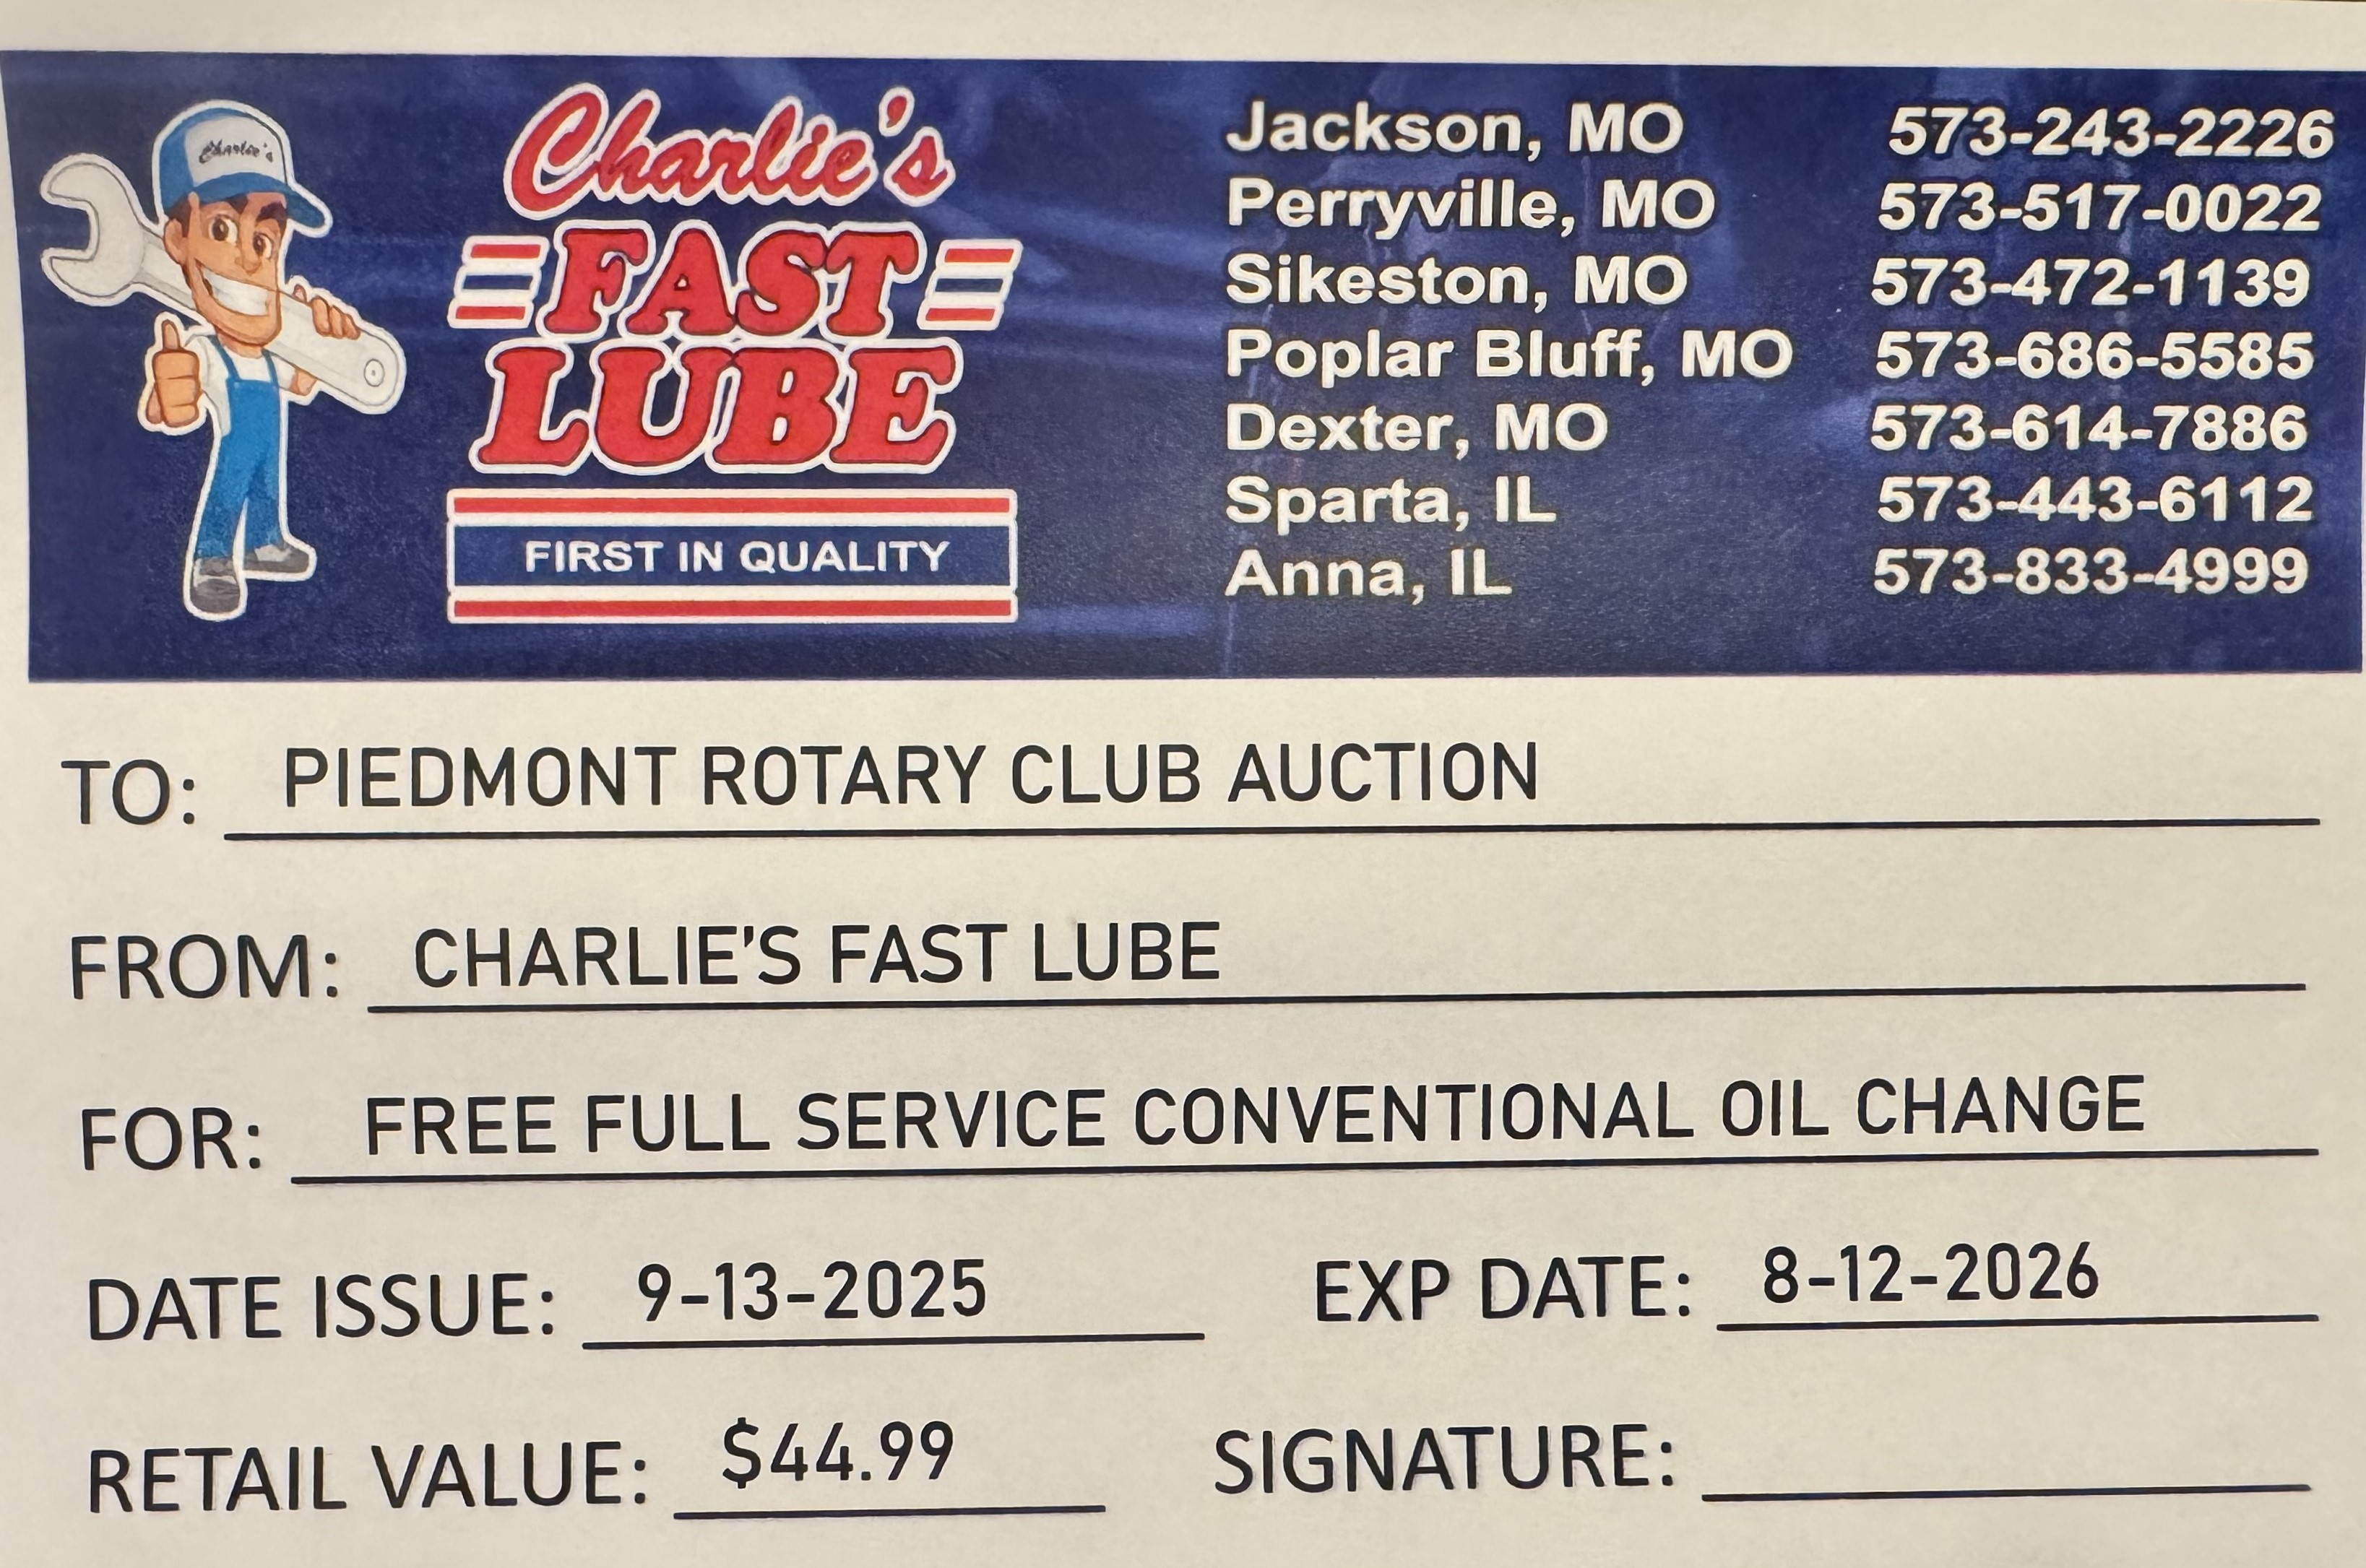 Charlie's
Charlie's
FAST
LUBE
FIRST IN QUALITY
Jackson, MO 573-243-2226
Perryville, MO 573-517-0022
Sikeston, MO 573-472-1139
Poplar Bluff, MO 573-686-5585
Dexter, MO 573-614-7886
Sparta, IL 573-443-6112
Anna, IL 573-833-4999
TO: PIEDMONT ROTARY CLUB AUCTION
FROM: CHARLIE'S FAST LUBE
FOR: FREE FULL SERVICE CONVENTIONAL OIL CHANGE
DATE ISSUE: 9-13-2025 EXP DATE: 8-12-2026
RETAIL VALUE: $44.99 SIGNATURE: